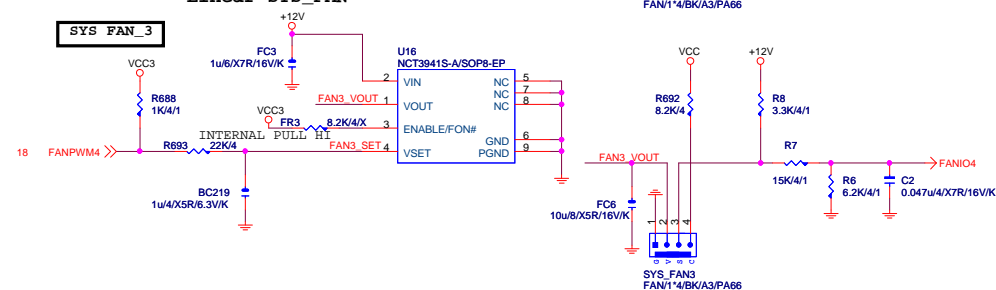 Linear SYS_FAN
FAN/1*4/BK/A3/PA66
SYS FAN_3
+12V
VCC3
FC3
1u/6/X7R/16V/K
U16
NCT3941S-A/SOP8-EP
VCC
+12V
R688
1K/4/1
2 VIN
NC 5
NC 7
NC 8
FAN3_VOUT 1 VOUT
R692
8.2K/4
R8
3.3K/4/1
VCC3
FR3 8.2K/4/X 3 ENABLE/FON#
INTERNAL PULL HI
GND 6
PGND 9
18 FANPWM4
R693 22K/4
FAN3_SET 4 VSET
FAN3_VOUT
R7
15K/4/1
FANIO4
BC219
1u/4/X5R/6.3V/K
FC6
10u/8/X5R/16V/K
R6
6.2K/4/1
C2
0.047u/4/X7R/16V/K
1 2 3 4
G V S C
SYS_FAN3
FAN/1*4/BK/A3/PA66